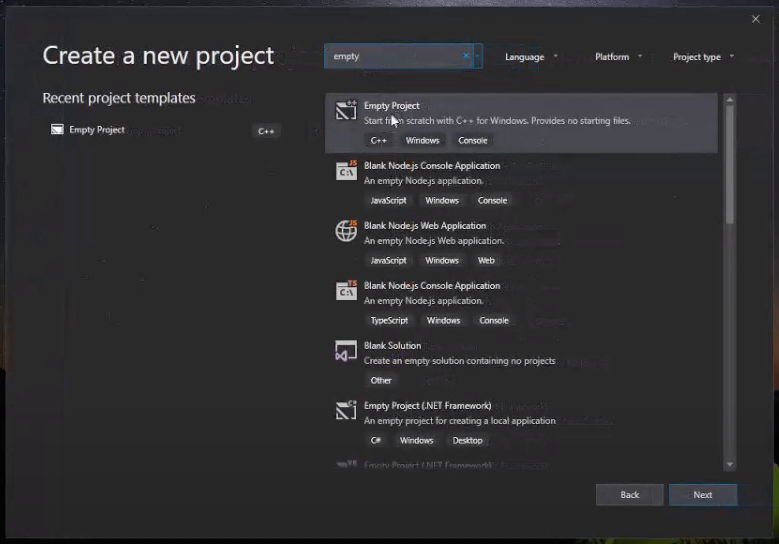 Create a new project
empty
Language
Platform
Project type
Recent project templates
Empty Project
C++
Empty Project
Start from scratch with C++ for Windows. Provides no starting files.
C++ Windows Console
Blank Node.js Console Application
An empty Node.js application.
JavaScript Windows Console
Blank Node.js Web Application
An empty Node.js Web application.
JavaScript Windows Web
Blank Node.js Console Application
An empty Node.js application.
TypeScript Windows Console
Blank Solution
Create an empty solution containing no projects
Other
Empty Project (.NET Framework)
An empty project for creating a local application
C# Windows Desktop
Empty Project (.NET Framework)
Back
Next